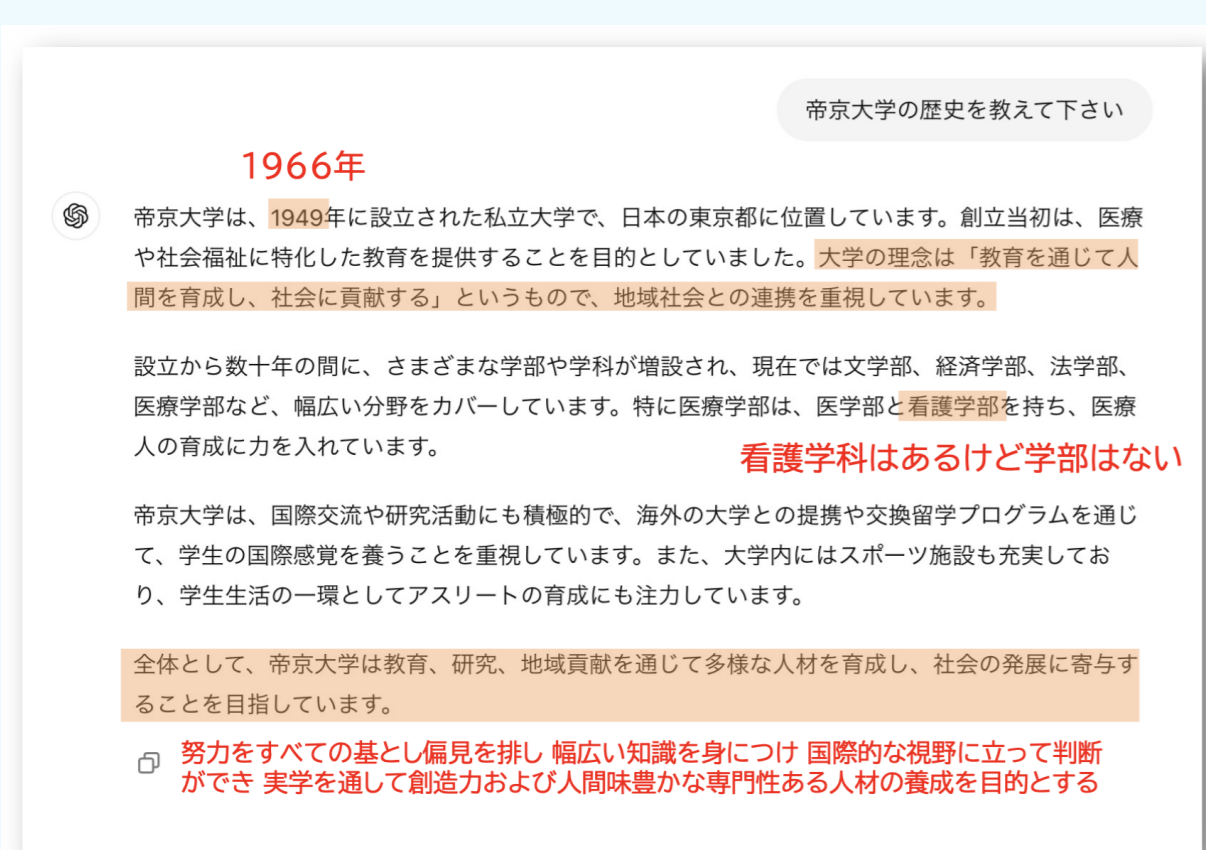 帝京大学の歴史を教えて下さい
1966年
帝京大学は、1949年に設立された私立大学で、日本の東京都に位置しています。創立当初は、医療
や社会福祉に特化した教育を提供することを目的としていました。大学の理念は「教育を通じて人
間を育成し、社会に貢献する」というもので、地域社会との連携を重視しています。
設立から数十年の間に、さまざまな学部や学科が増設され、現在では文学部、経済学部、法学部、
医療学部など、幅広い分野をカバーしています。特に医療学部は、医学部と看護学部を持ち、医療
人の育成に力を入れています。
看護学科はあるけど学部はない
帝京大学は、国際交流や研究活動にも積極的で、海外の大学との提携や交換留学プログラムを通じ
て、学生の国際感覚を養うことを重視しています。また、大学内にはスポーツ施設も充実してお
り、学生生活の一環としてアスリートの育成にも注力しています。
全体として、帝京大学は教育、研究、地域貢献を通じて多様な人材を育成し、社会の発展に寄与す
ることを目指しています。
努力をすべての基とし偏見を排し 幅広い知識を身につけ 国際的な視野に立って判断
ができ 実学を通して創造力および人間味豊かな専門性ある人材の養成を目的とする